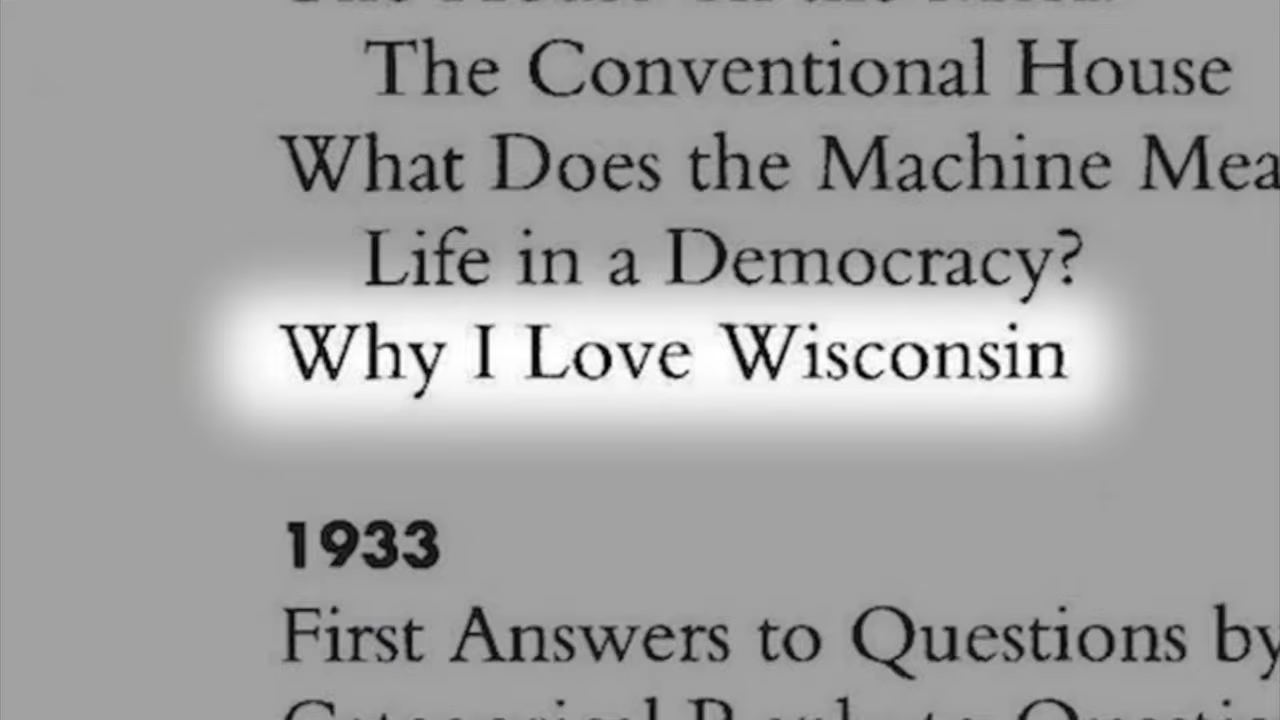 The Conventional House
What Does the Machine Mea
Life in a Democracy?
Why I Love Wisconsin
1933
First Answers to Questions by